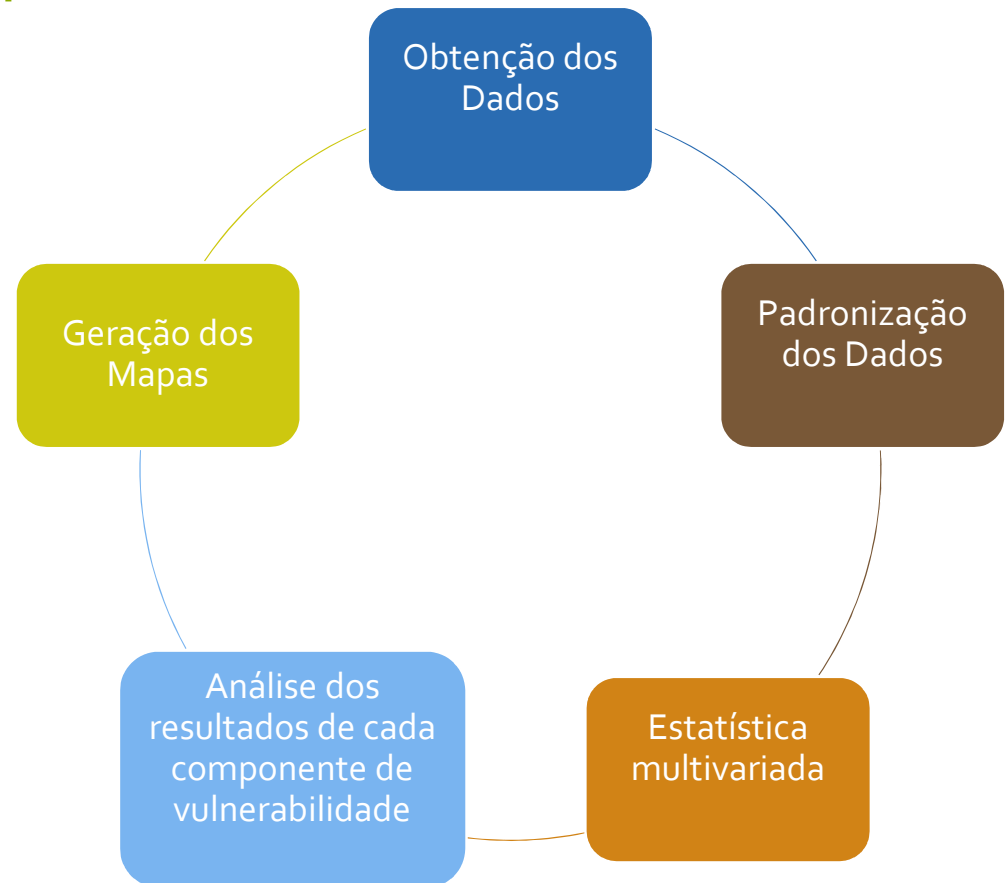 Obtenção dos
Dados
Padronização
dos Dados
Estatística
multivariada
Análise dos
resultados de cada
componente de
vulnerabilidade
Geração dos
Mapas